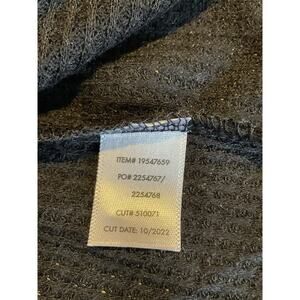 ITEM# 19547659
PO# 2254767/
2254768
CUT# 510071
CUT DATE: 10/2022